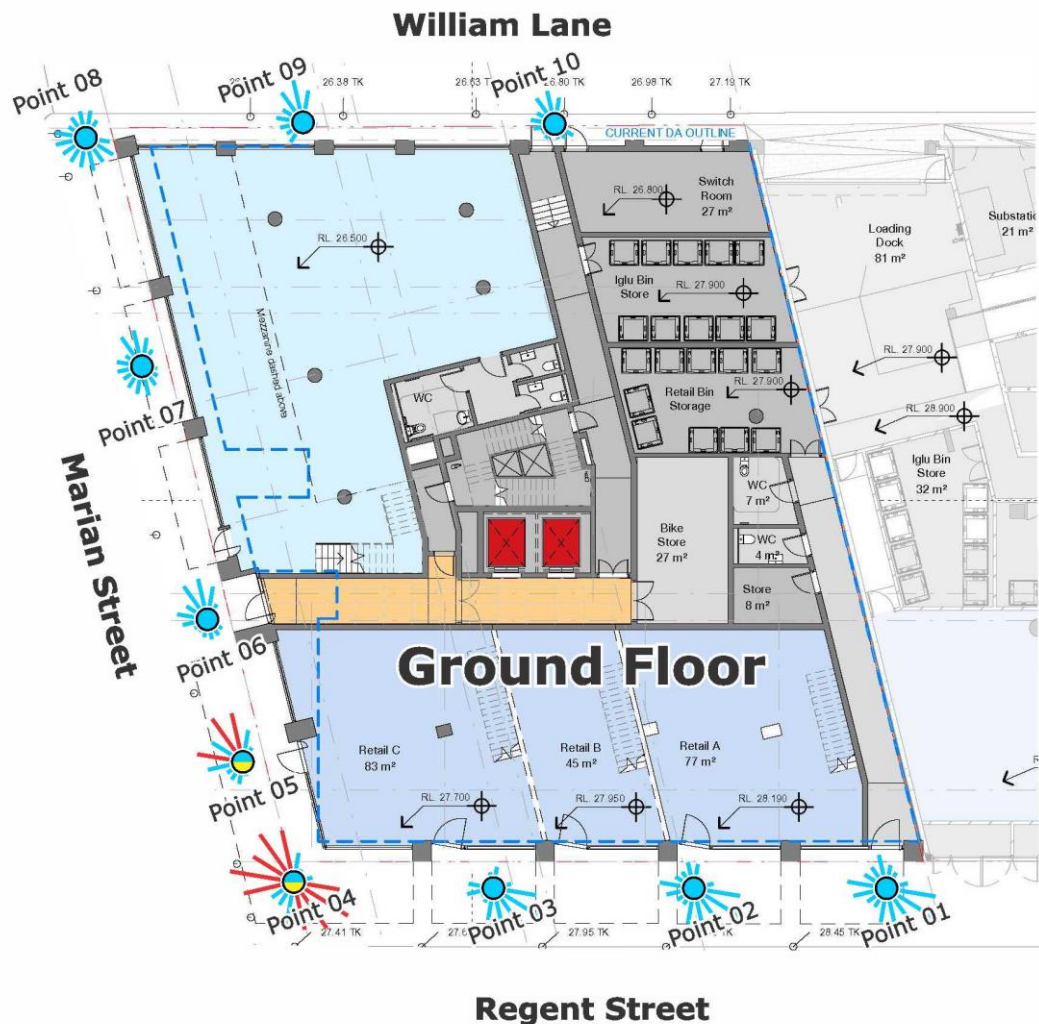 William Lane
Point 08
Point 09
Point 10
26.38 TK
26.63 T
26.80 TK
26.98 TK
27.19 TK
CURRENT DA OUTLINE
Switch
Room
27 m²
RL 26.800
Substatio
21 m²
Loading
Dock
81 m²
RL 26.500
Iglu Bin
Store
RL 27.900
Mezzanine dashed above
RL 27.900
Retail Bin
Storage
RL 27.900
RL 28.900
WC
Point 07
Iglu Bin
Store
32 m²
WC
7 m²
Marian Street
Bike
Store
27 m²
WC
4 m²
Store
8 m²
Point 06
Ground Floor
Retail C
83 m²
Retail B
45 m²
Retail A
77 m²
Point 05
RL 27.700
RL 27.950
RL 28.190
Point 04
Point 03
Point 02
Point 01
27.41 TK
27.95 TK
28.45 TK
Regent Street